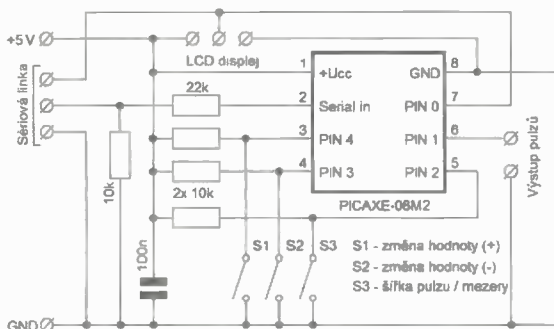 +5V
LCD displej
Sériová linka
22k
10k
2x 10k
100n
GND
1
+Ucc
GND
8
2
Serial in
PIN 0
7
3
PIN 4
PIN 1
6
4
PIN 3
PIN 2
5
PICAXE-08M2
Výstup pulzů
S1
S2
S3
S1 - změna hodnoty (+)
S2 - změna hodnoty (-)
S3 - šířka pulzu / mezery